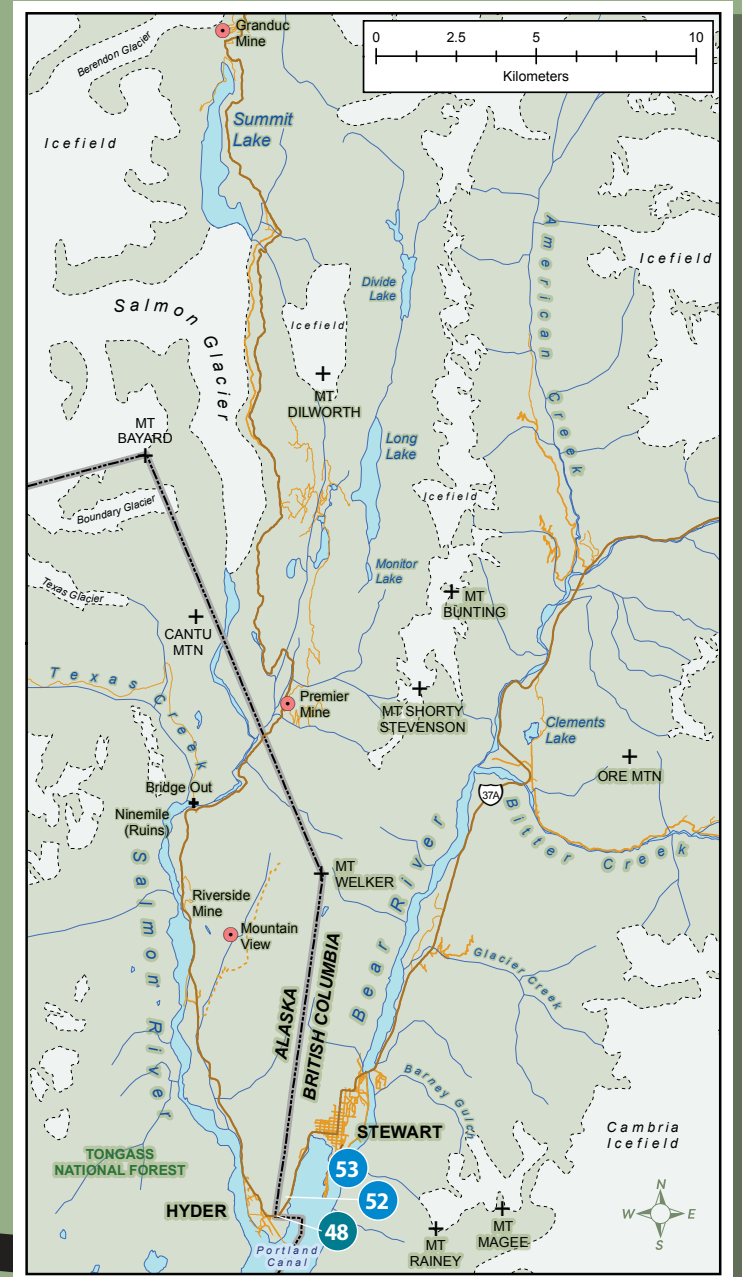 Granduc
Mine
Berendon Glacier
0 2.5 5 10
Kilometers
Summit
Lake
Icefield
American Creek
Icefield
Divide
Lake
Salmon Glacier
Icefield
MT
DILWORTH
MT
BAYARD
Long
Lake
Icefield
Boundary Glacier
Monitor
Lake
Texas Glacier
MT
BUNTING
CANTU
MTN
Texas Creek
Premier
Mine
MT SHORTY
STEVENSON
Clements
Lake
ORE MTN
Bridge Out
37A
Ninemile
(Ruins)
Bitter Creek
Salmon River
MT
WELKER
Bear River
Riverside
Mine
Mountain
View
Glacier Creek
ALASKA
BRITISH COLUMBIA
Barney Gulch
STEWART
Cambria
Icefield
TONGASS
NATIONAL FOREST
53
52
HYDER
48
N
W E
S
MT
MAGEE
MT
RAINEY
Portland
Canal